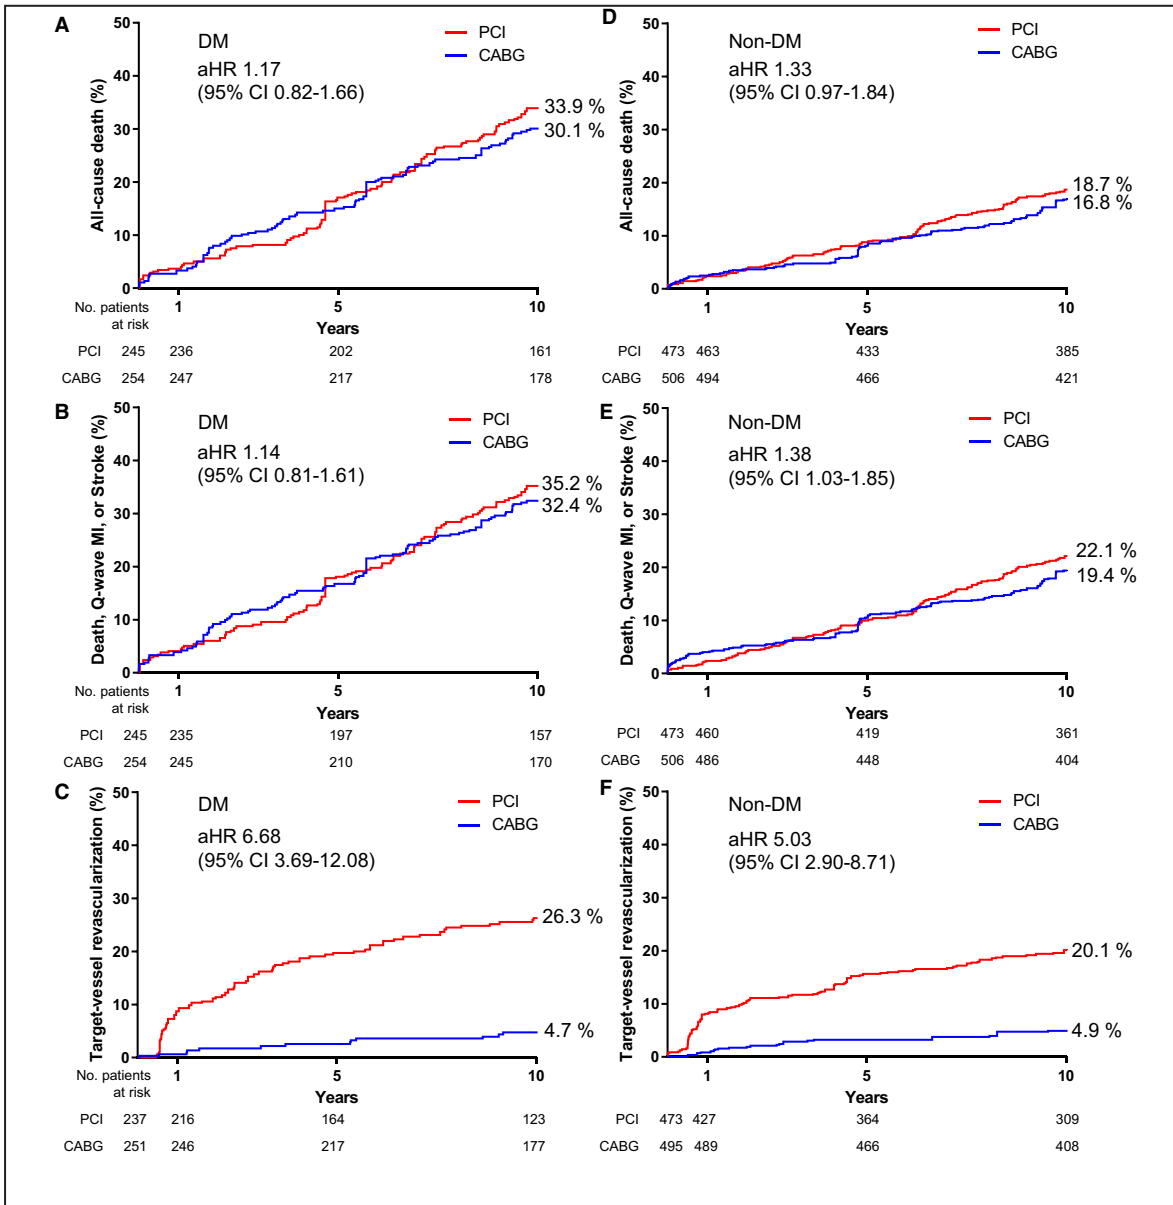 A
50
40
30
20
10
0
All-cause death (%)
DM
aHR 1.17
(95% CI 0.82-1.66)
PCI
CABG
33.9 %
30.1 %
1
5
10
Years
No. patients
at risk
PCI 245 236 202 161
CABG 254 247 217 178
D
50
40
30
20
10
0
All-cause death (%)
Non-DM
aHR 1.33
(95% CI 0.97-1.84)
PCI
CABG
18.7 %
16.8 %
1
5
10
Years
PCI 473 463 433 385
CABG 506 494 466 421
B
50
40
30
20
10
0
Death, Q-wave MI, or Stroke (%)
DM
aHR 1.14
(95% CI 0.81-1.61)
PCI
CABG
35.2 %
32.4 %
1
5
10
Years
No. patients
at risk
PCI 245 235 197 157
CABG 254 245 210 170
E
50
40
30
20
10
0
Death, Q-wave MI, or Stroke (%)
Non-DM
aHR 1.38
(95% CI 1.03-1.85)
PCI
CABG
22.1 %
19.4 %
1
5
10
Years
PCI 473 460 419 361
CABG 506 486 448 404
C
50
40
30
20
10
0
Target-vessel revascularization (%)
DM
aHR 6.68
(95% CI 3.69-12.08)
PCI
CABG
26.3 %
4.7 %
1
5
10
Years
No. patients
at risk
PCI 237 216 164 123
CABG 251 246 217 177
F
50
40
30
20
10
0
Target-vessel revascularization (%)
Non-DM
aHR 5.03
(95% CI 2.90-8.71)
PCI
CABG
20.1 %
4.9 %
1
5
10
Years
PCI 473 427 364 309
CABG 495 489 466 408